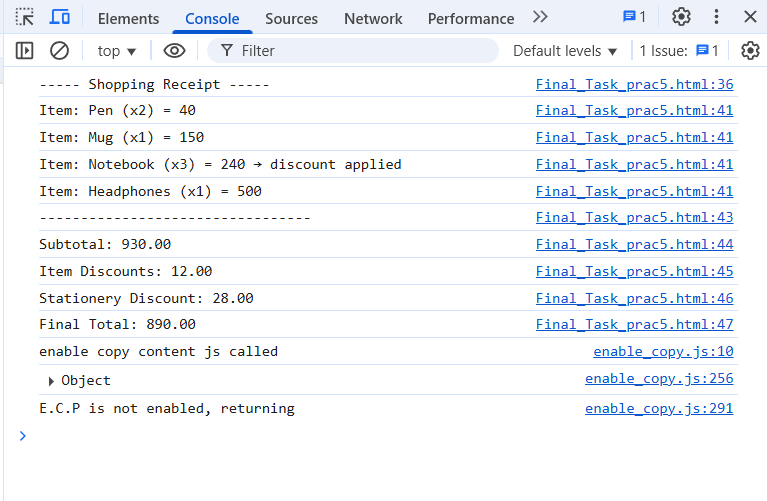 Elements Console Sources Network Performance 1
top Filter Default levels 1 Issue: 1
----- Shopping Receipt ----- Final_Task_prac5.html:36
Item: Pen (x2) = 40 Final_Task_prac5.html:41
Item: Mug (x1) = 150 Final_Task_prac5.html:41
Item: Notebook (x3) = 240 → discount applied Final_Task_prac5.html:41
Item: Headphones (x1) = 500 Final_Task_prac5.html:41
--------------------------------- Final_Task_prac5.html:43
Subtotal: 930.00 Final_Task_prac5.html:44
Item Discounts: 12.00 Final_Task_prac5.html:45
Stationery Discount: 28.00 Final_Task_prac5.html:46
Final Total: 890.00 Final_Task_prac5.html:47
enable copy content js called enable_copy.js:10
Object enable_copy.js:256
E.C.P is not enabled, returning enable_copy.js:291